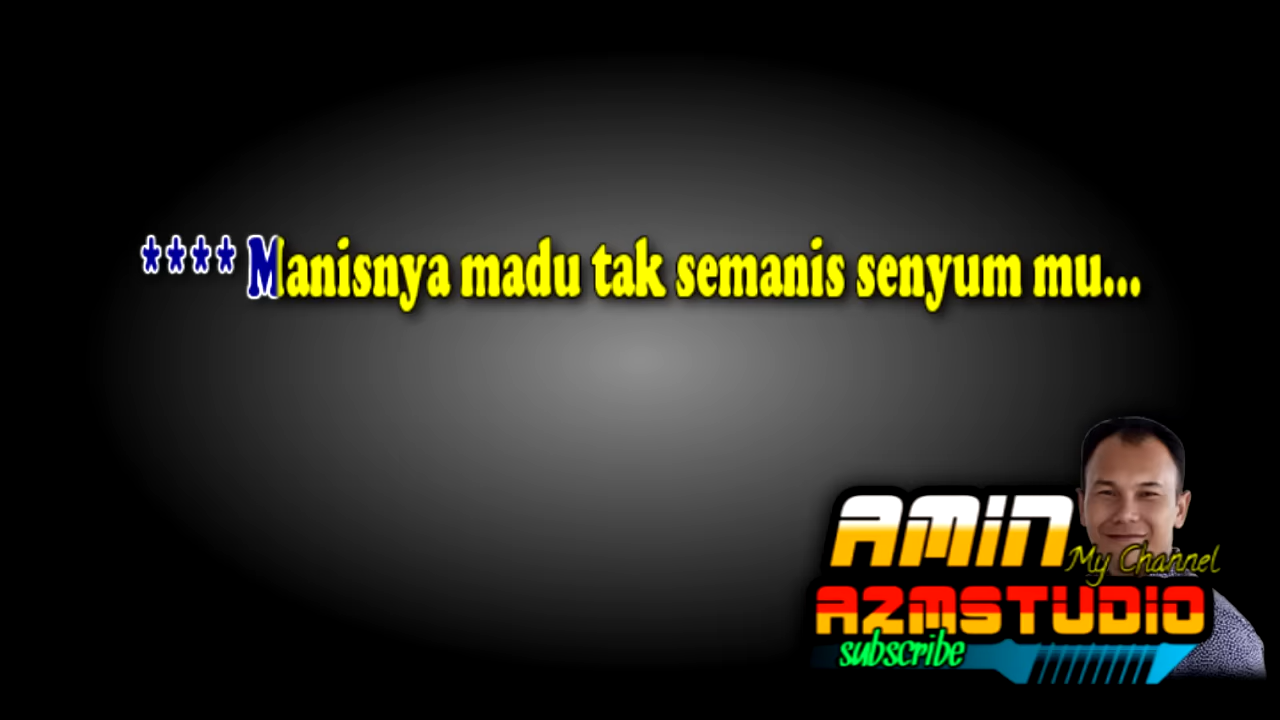 **** Manisnya madu tak semanis senyum mu...
AMIN
My Channel
AZMSTUDIO
subscribe